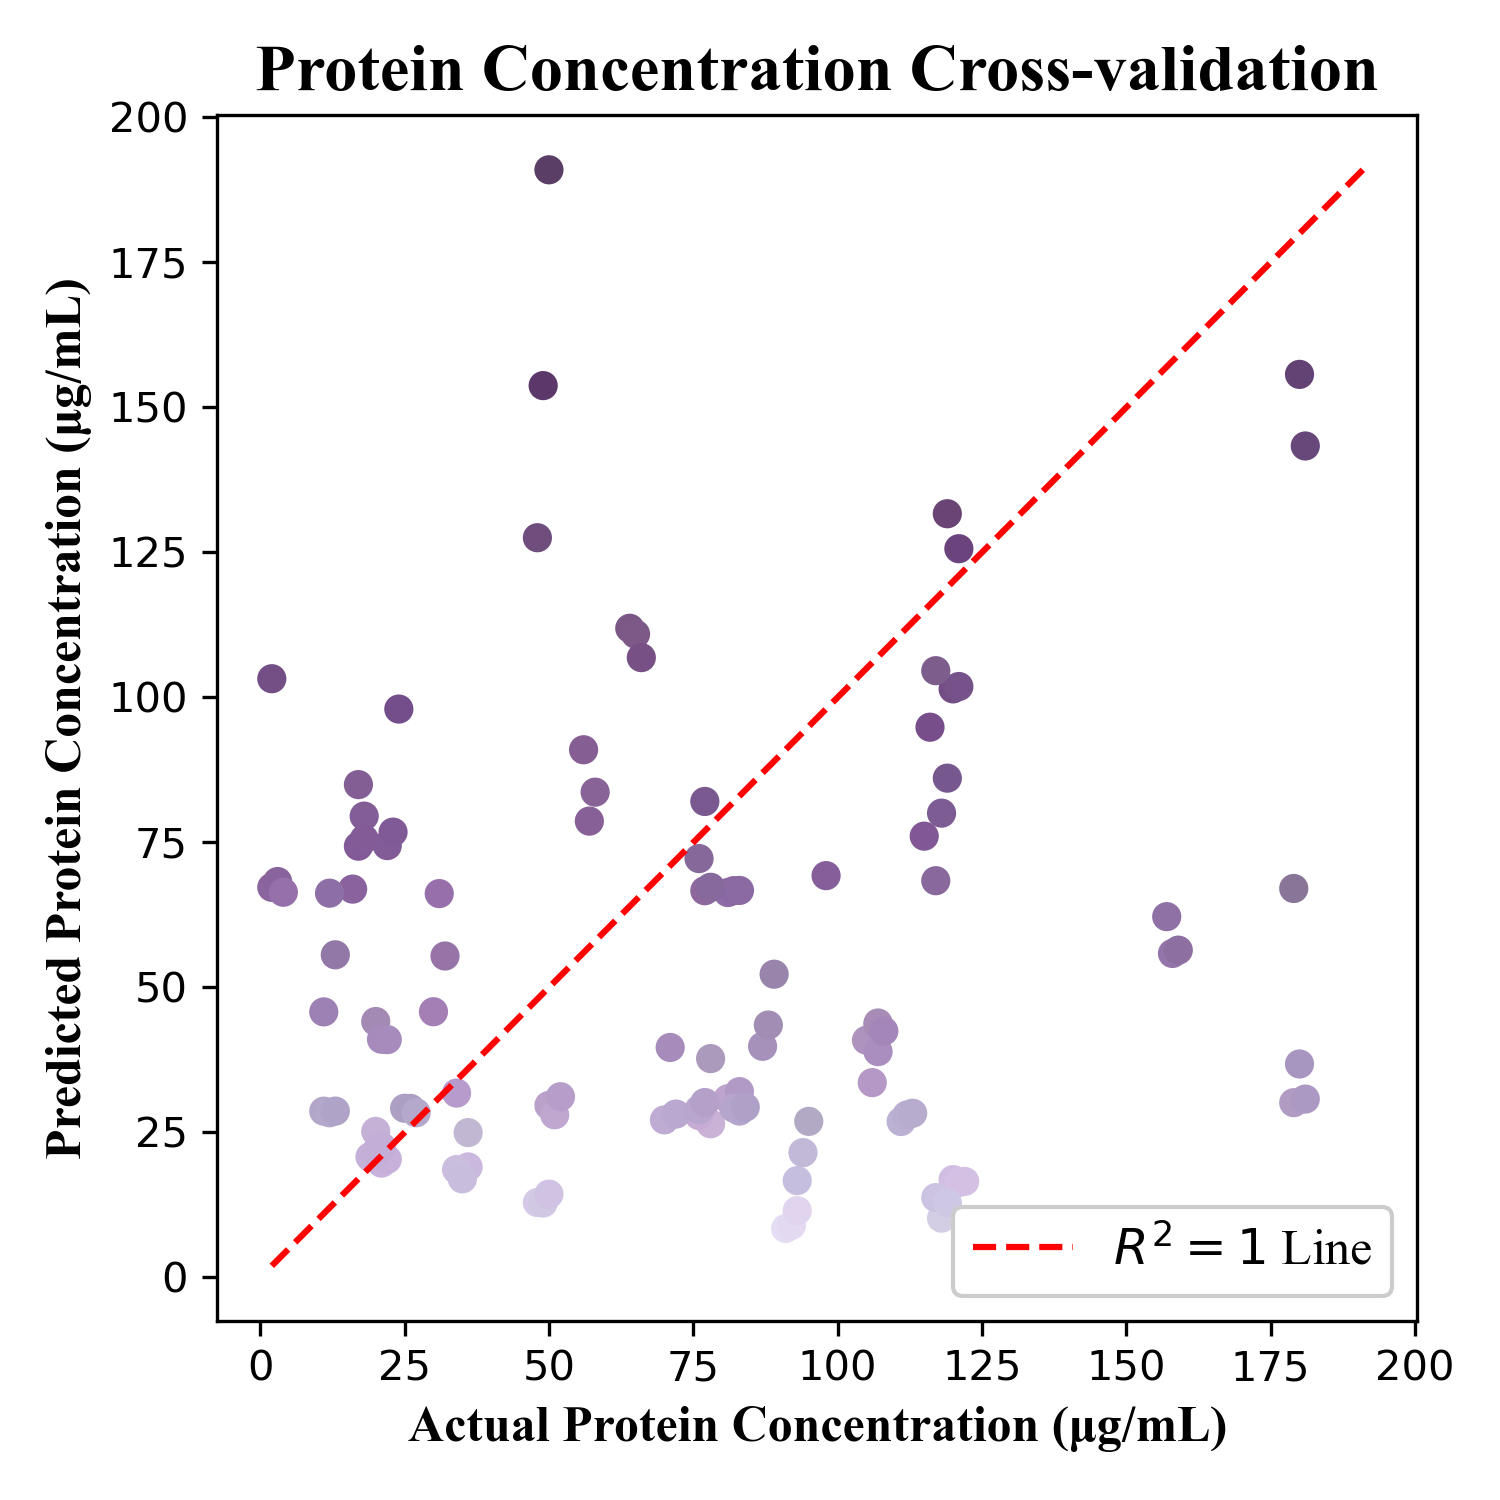 Protein Concentration Cross-validation
200
175
150
125
100
75
50
25
0
Predicted Protein Concentration (µg/mL)
R² = 1 Line
0 25 50 75 100 125 150 175 200
Actual Protein Concentration (µg/mL)